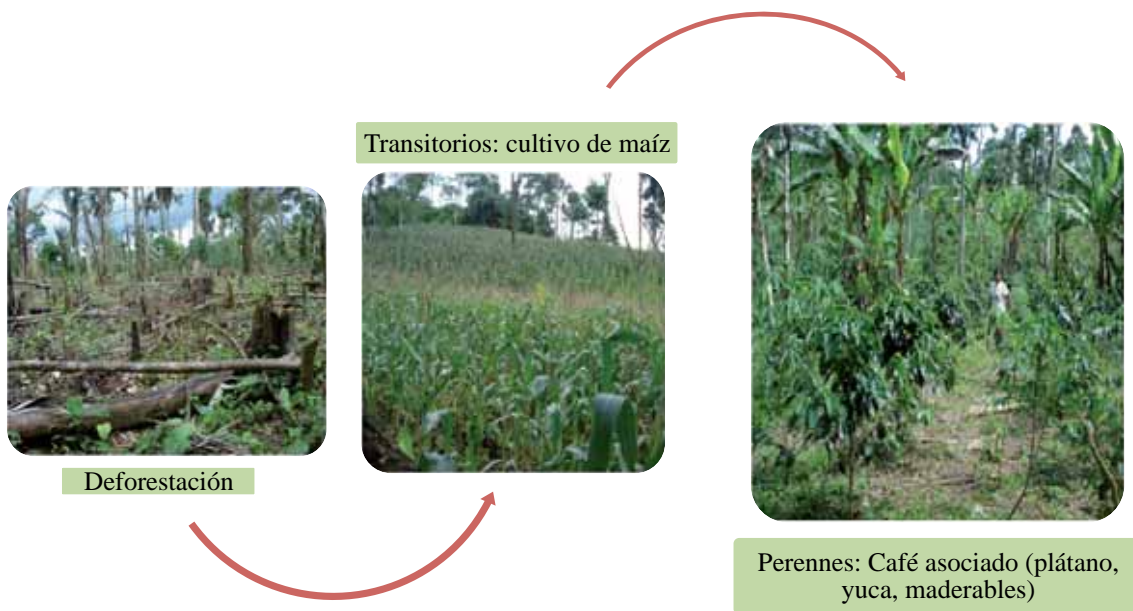 Transitorios: cultivo de maíz
Deforestación
Perennes: Café asociado (plátano,
yuca, maderables)